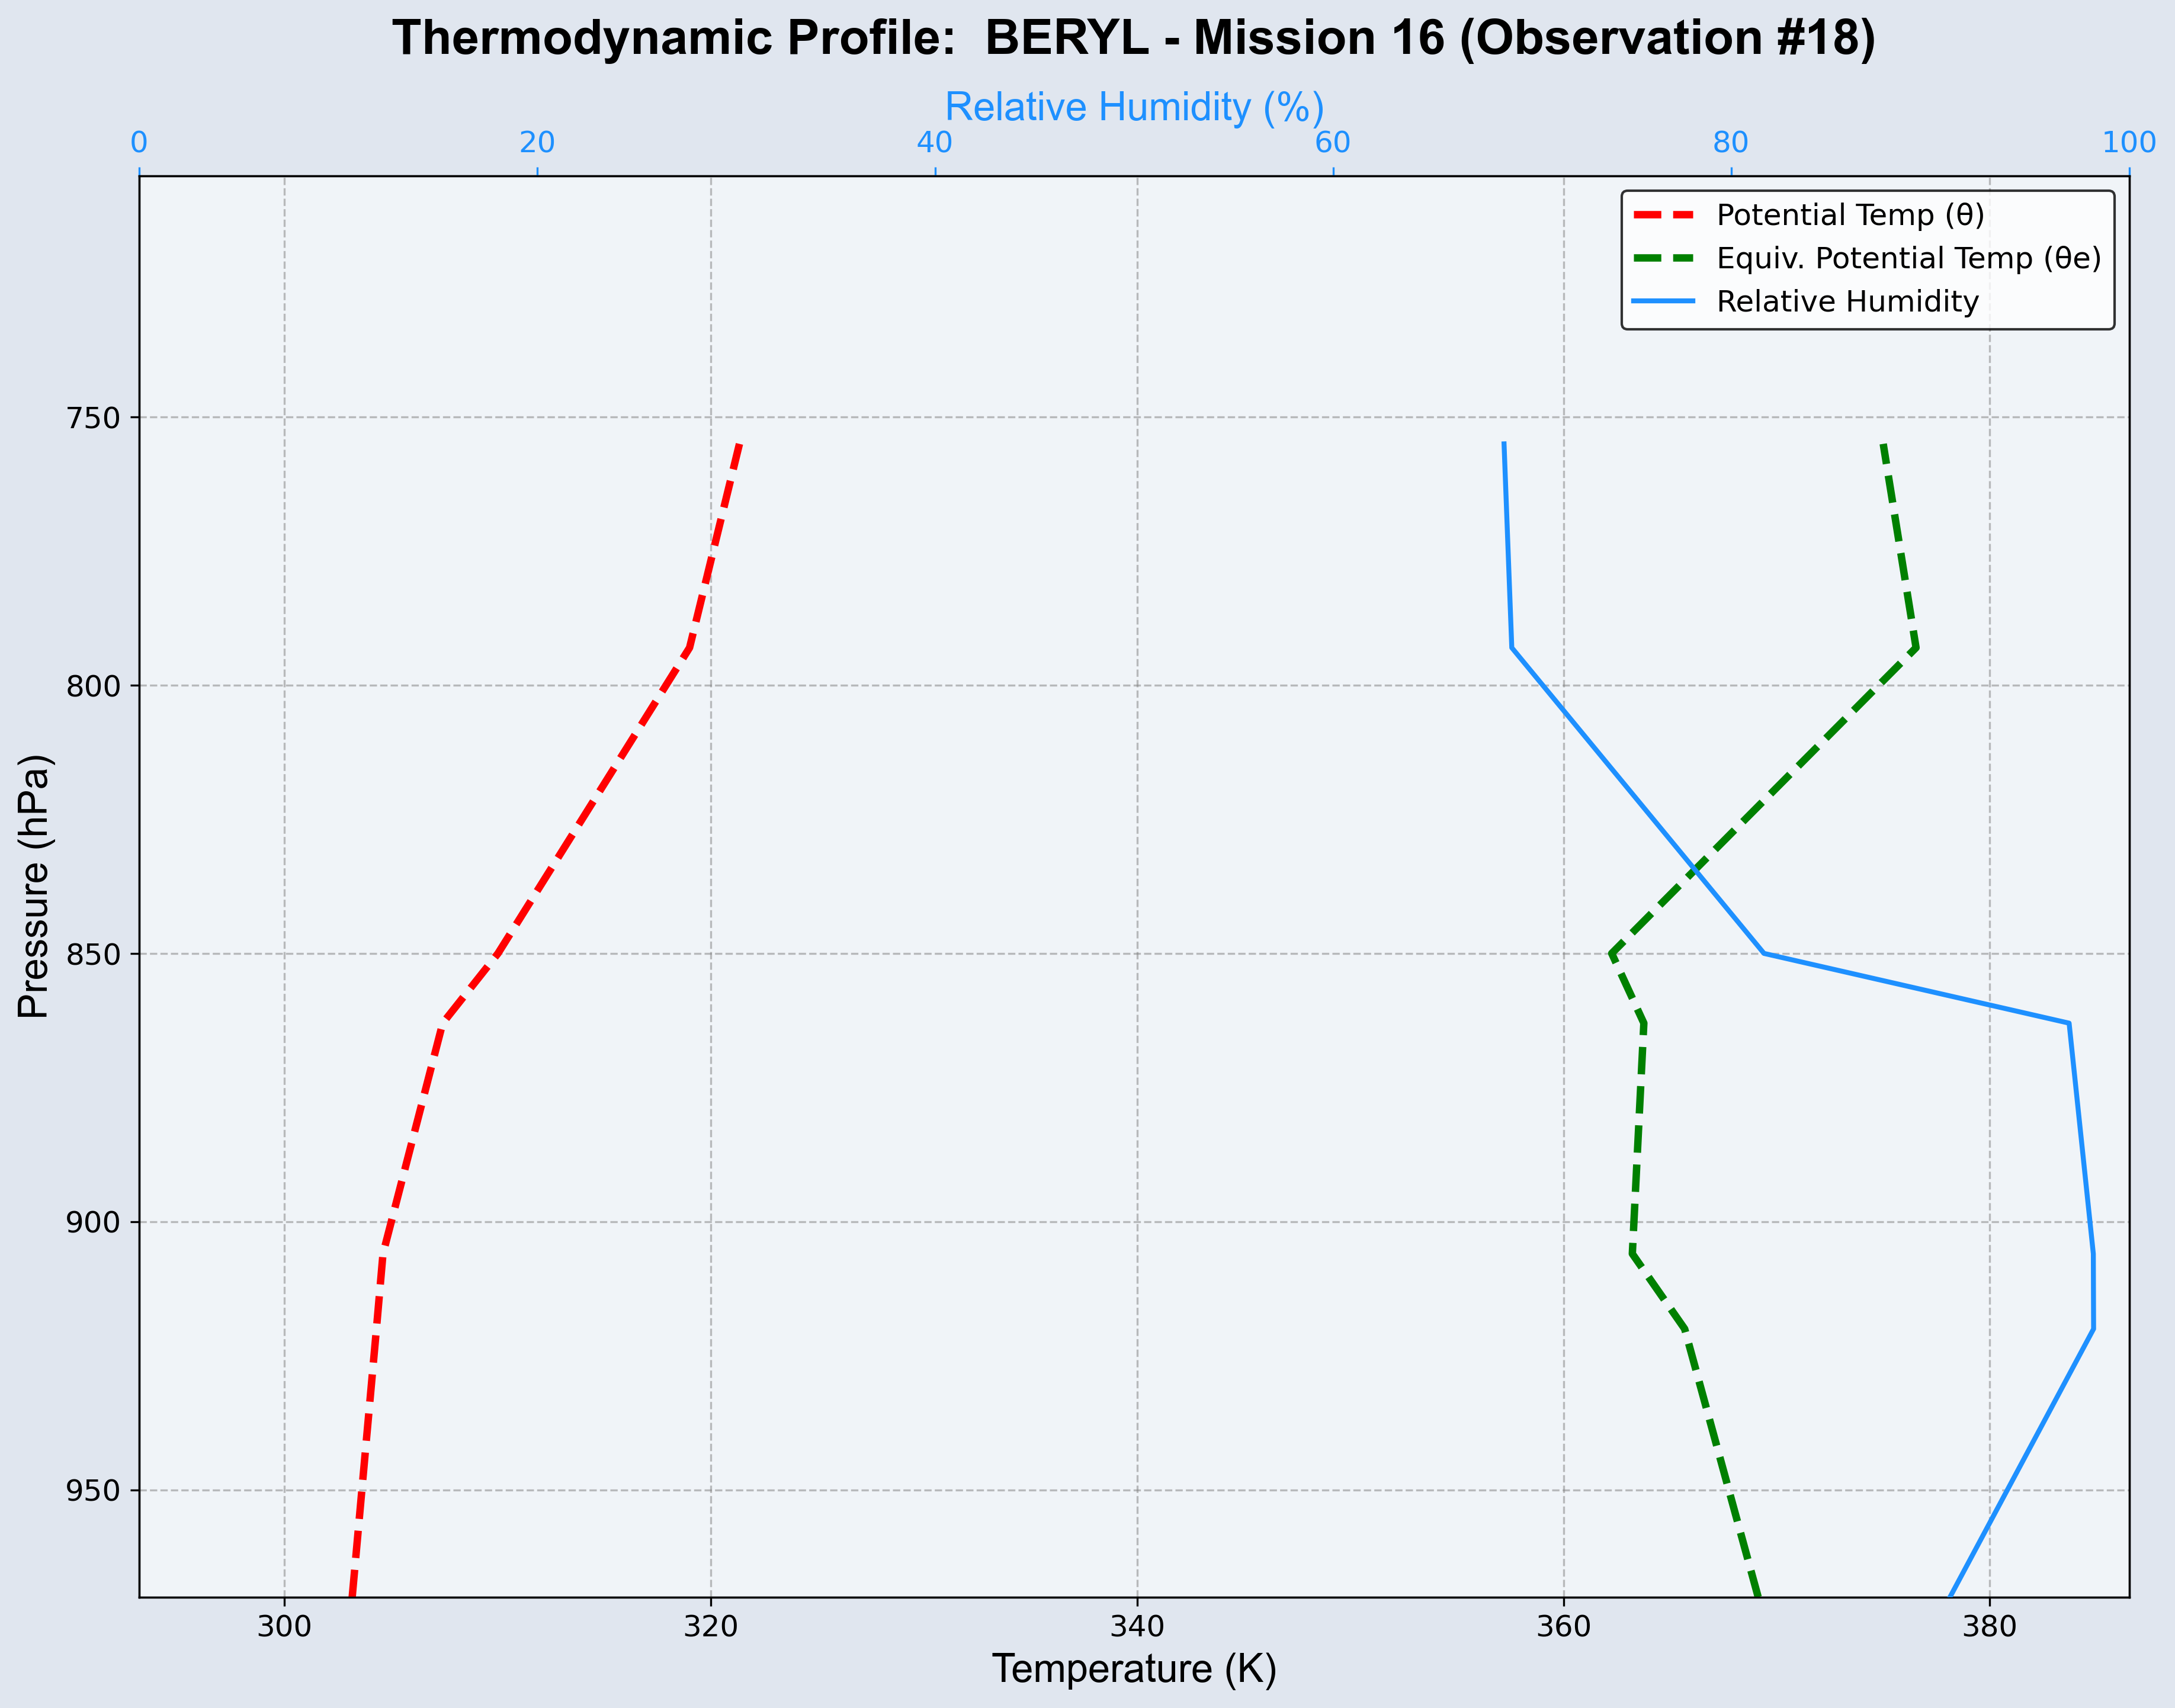 Thermodynamic Profile:  BERYL - Mission 16 (Observation #18)
Relative Humidity (%)
0 20 40 60 80 100
Potential Temp (θ)
Equiv. Potential Temp (θe)
Relative Humidity
750
800
850
900
950
Pressure (hPa)
300 320 340 360 380
Temperature (K)